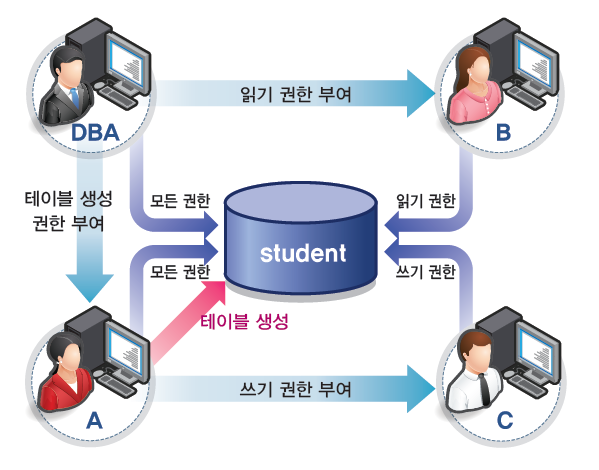 읽기 권한 부여
DBA
B
테이블 생성
권한 부여
모든 권한
읽기 권한
student
모든 권한
쓰기 권한
테이블 생성
쓰기 권한 부여
A
C